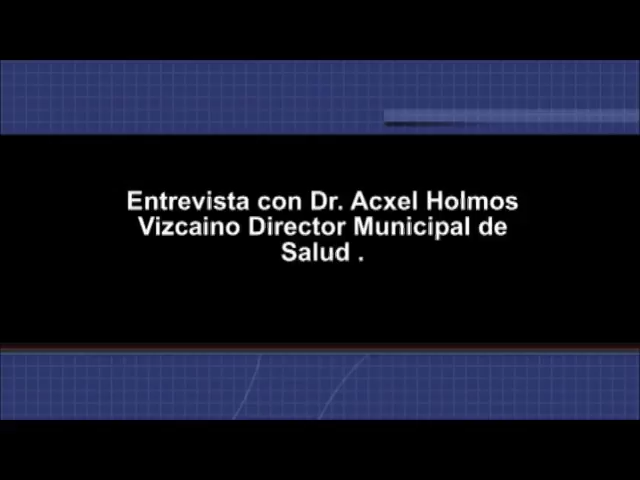 Entrevista con Dr. Acxel Holmos
Vizcaino Director Municipal de
Salud .